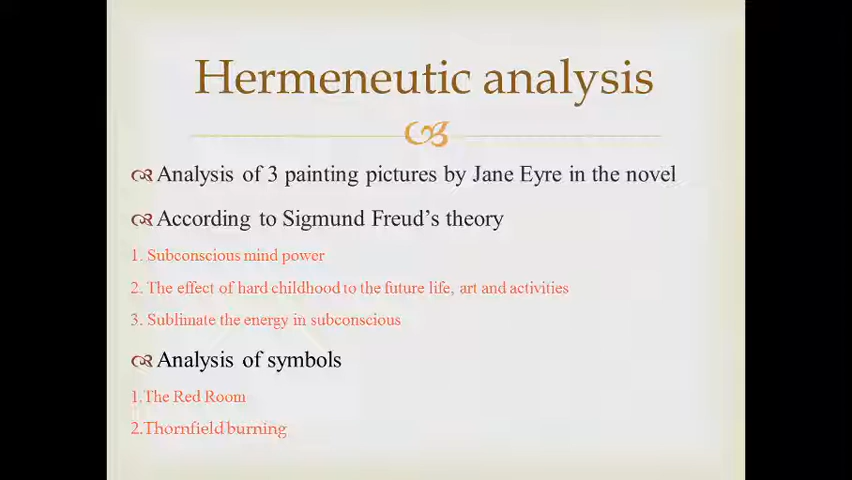 Hermeneutic analysis
Analysis of 3 painting pictures by Jane Eyre in the novel
According to Sigmund Freud’s theory
1. Subconscious mind power
2. The effect of hard childhood to the future life, art and activities
3. Sublimate the energy in subconscious
Analysis of symbols
1.The Red Room
2.Thornfield burning